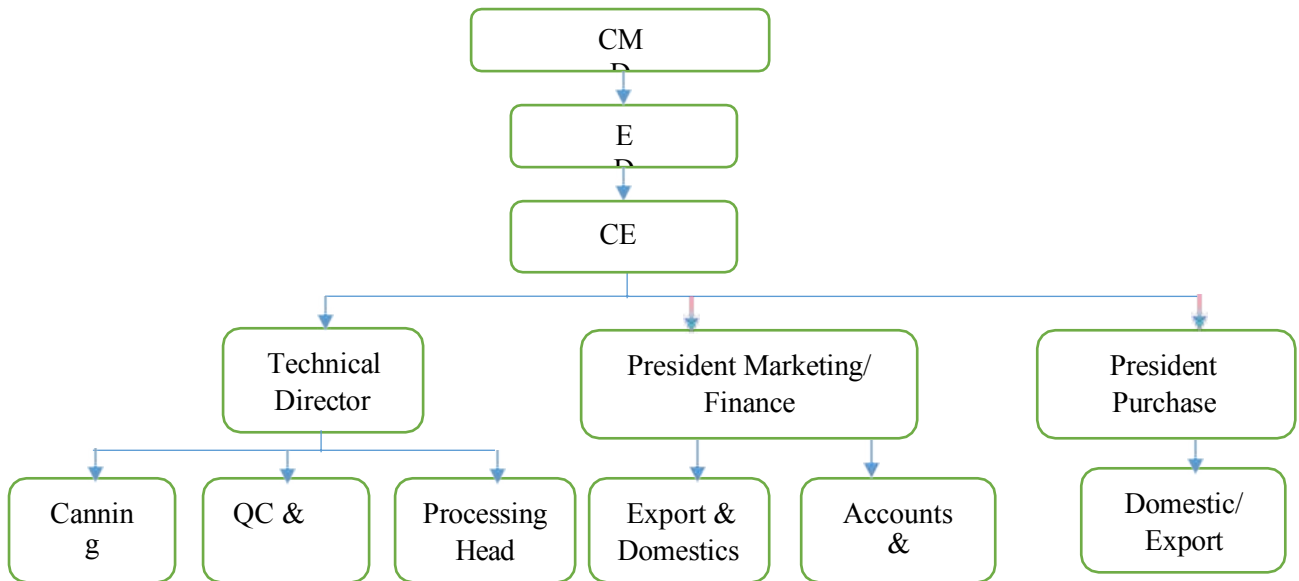 CM
D
E
D
CE
Technical
Director
President Marketing/
Finance
President
Purchase
Cannin
g
QC &
Processing
Head
Export &
Domestics
Accounts
&
Domestic/
Export